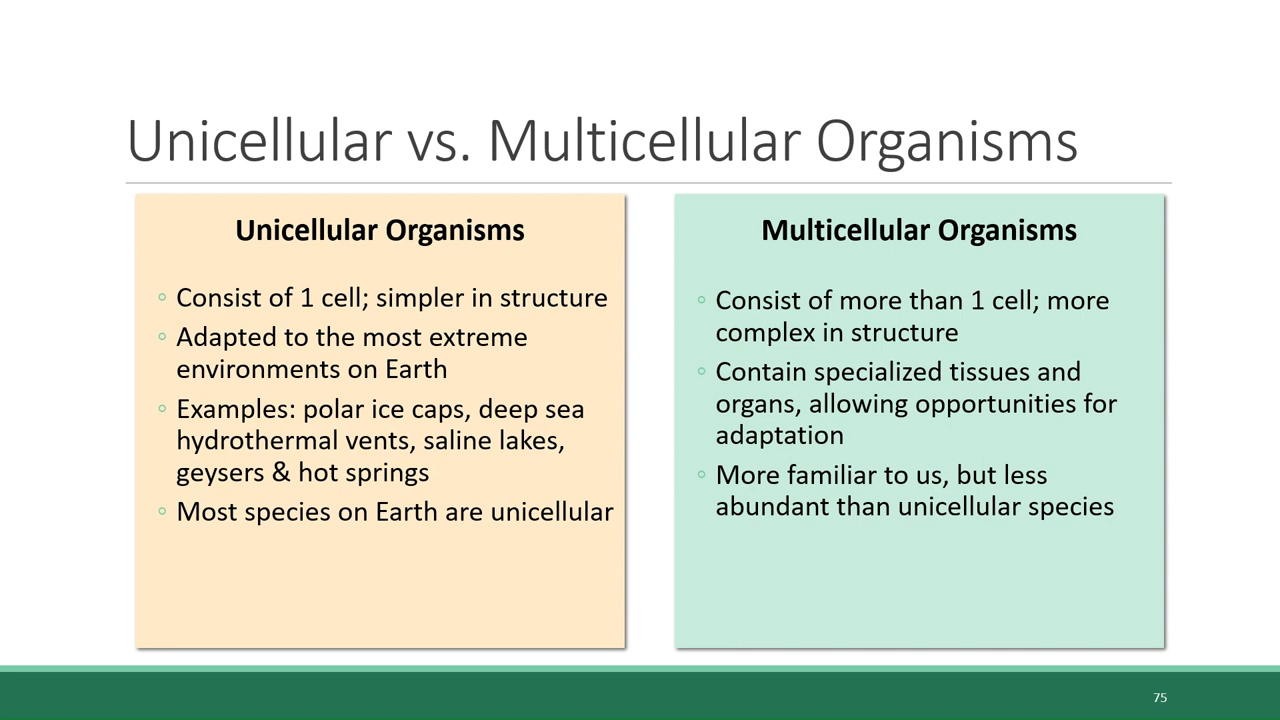 Unicellular vs. Multicellular Organisms
Unicellular Organisms
◦ Consist of 1 cell; simpler in structure
◦ Adapted to the most extreme
environments on Earth
◦ Examples: polar ice caps, deep sea
hydrothermal vents, saline lakes,
geysers & hot springs
◦ Most species on Earth are unicellular
Multicellular Organisms
◦ Consist of more than 1 cell; more
complex in structure
◦ Contain specialized tissues and
organs, allowing opportunities for
adaptation
◦ More familiar to us, but less
abundant than unicellular species
75